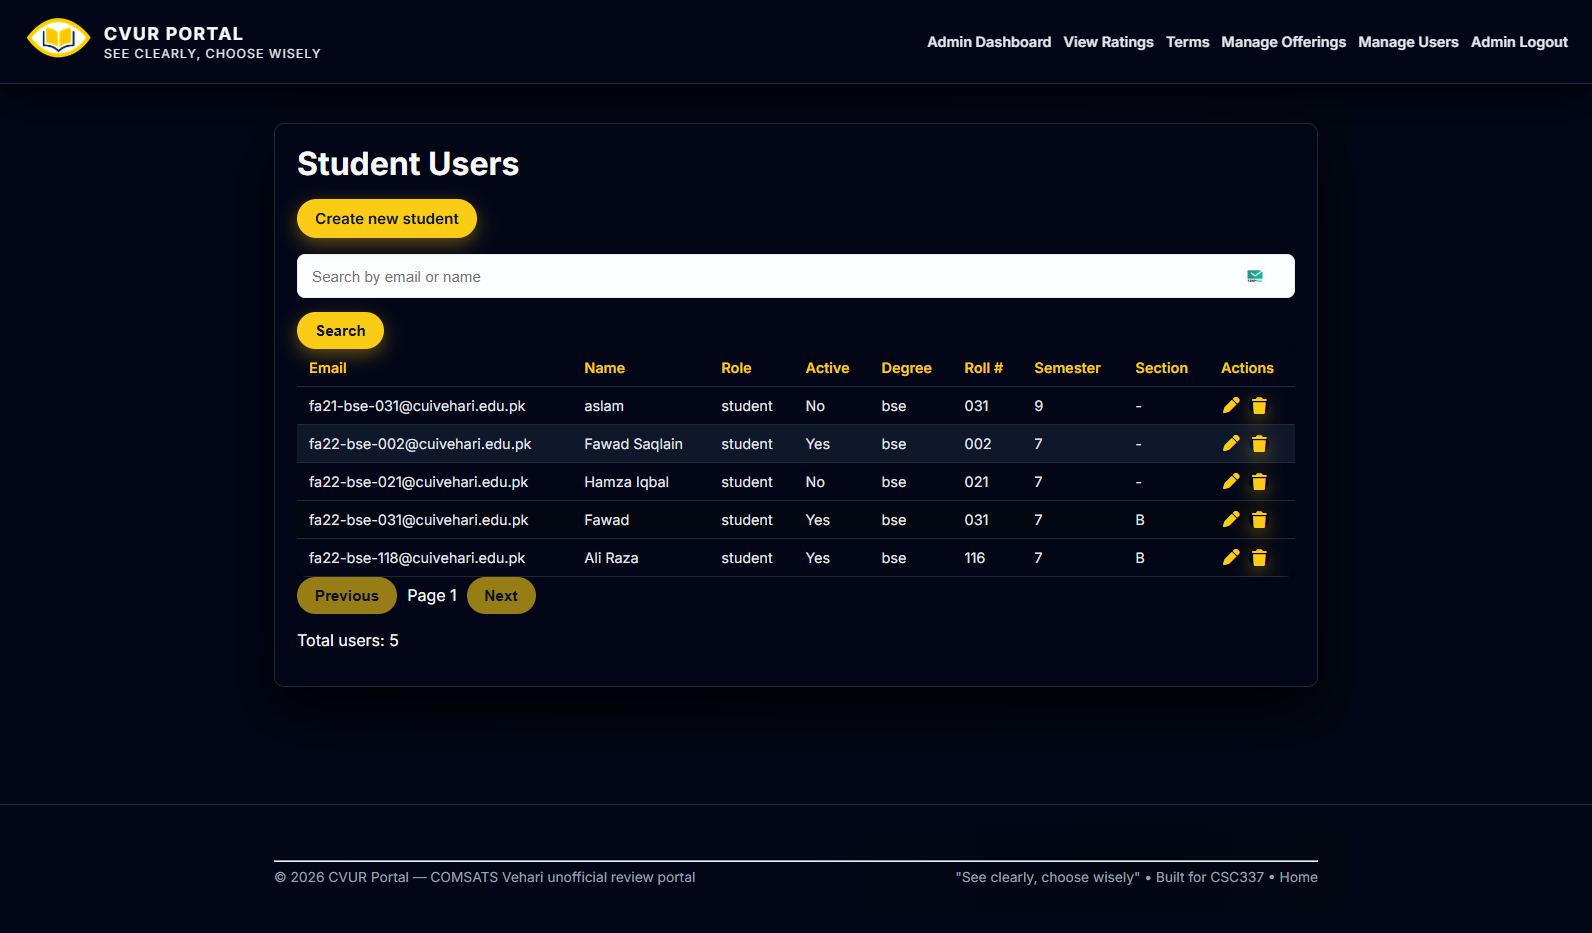 CVUR PORTAL
SEE CLEARLY, CHOOSE WISELY
Admin Dashboard View Ratings Terms Manage Offerings Manage Users Admin Logout
Student Users
Create new student
Search by email or name
Search
Email Name Role Active Degree Roll # Semester Section Actions
fa21-bse-031@cuivehari.edu.pk aslam student No bse 031 9 -
fa22-bse-002@cuivehari.edu.pk Fawad Saqlain student Yes bse 002 7 -
fa22-bse-021@cuivehari.edu.pk Hamza Iqbal student No bse 021 7 -
fa22-bse-031@cuivehari.edu.pk Fawad student Yes bse 031 7 B
fa22-bse-118@cuivehari.edu.pk Ali Raza student Yes bse 116 7 B
Previous Page 1 Next
Total users: 5
© 2026 CVUR Portal — COMSATS Vehari unofficial review portal
"See clearly, choose wisely" • Built for CSC337 • Home